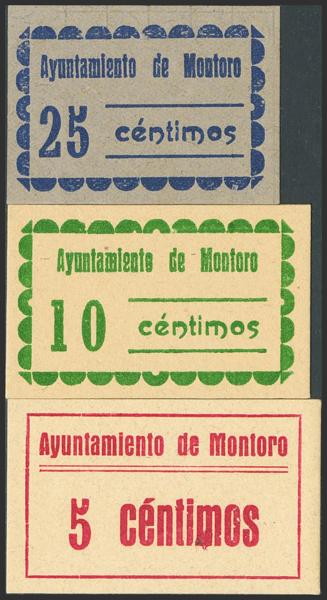 Ayuntamiento de Montoro
25 céntimos
Ayuntamiento de Montoro
10 céntimos
Ayuntamiento de Montoro
5 céntimos